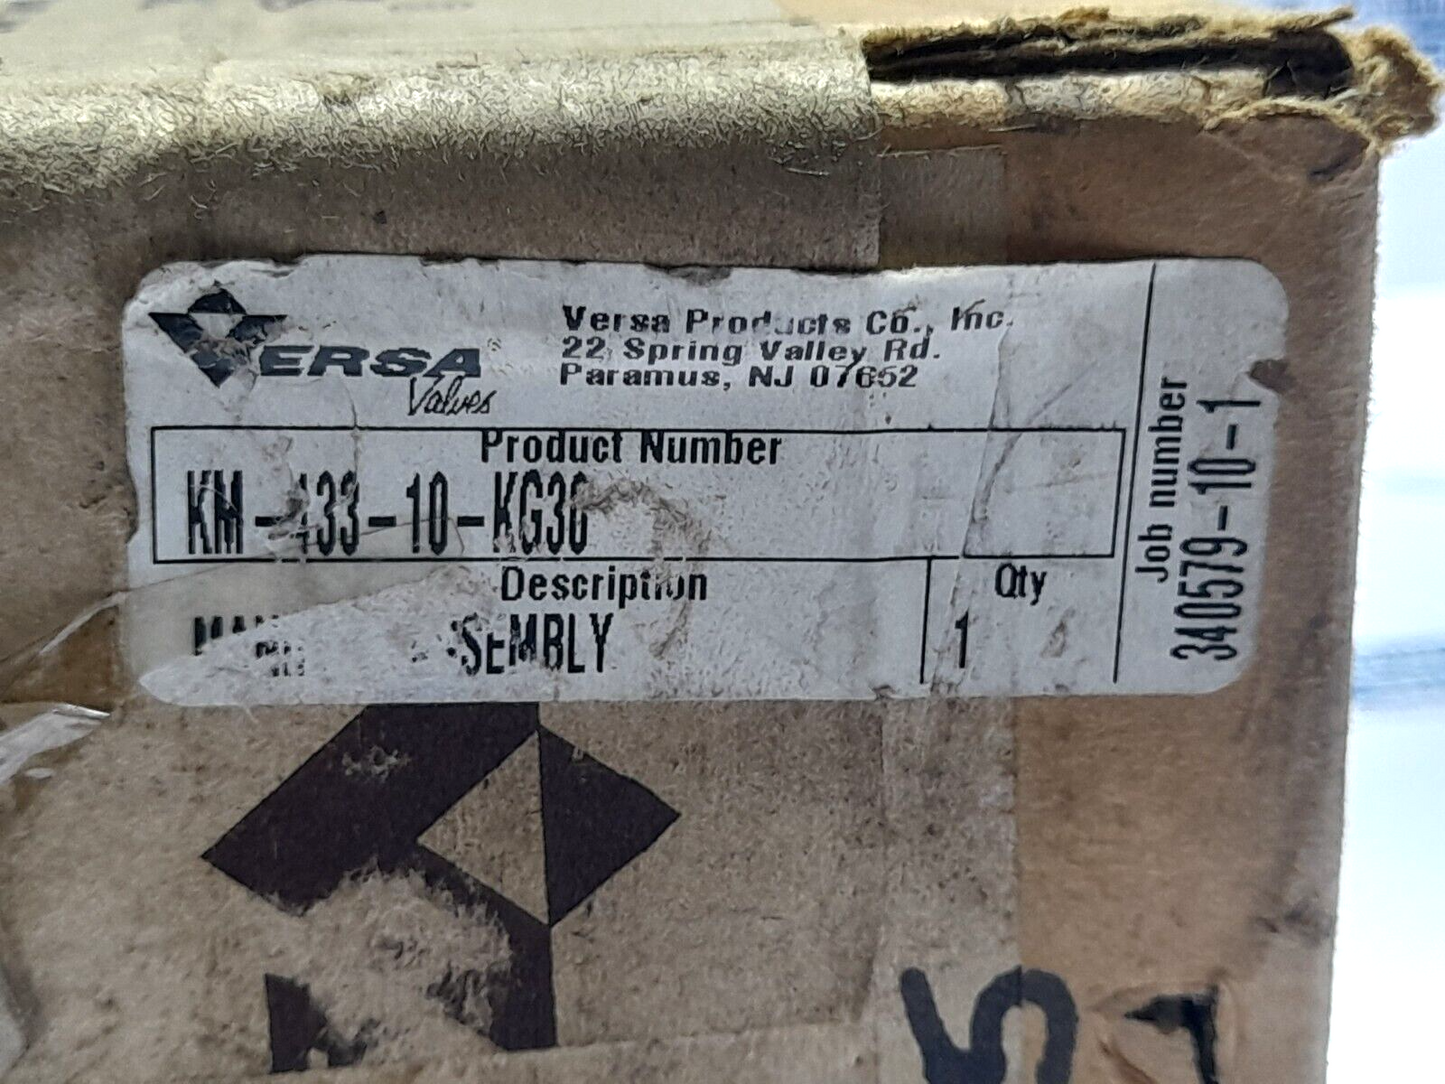 VERSA
Valves
Versa Products Co., Inc.
22 Spring Valley Rd.
Paramus, NJ 07652
Product Number
Description
SEMBLY
Qty
1
Job number
340579-10-1